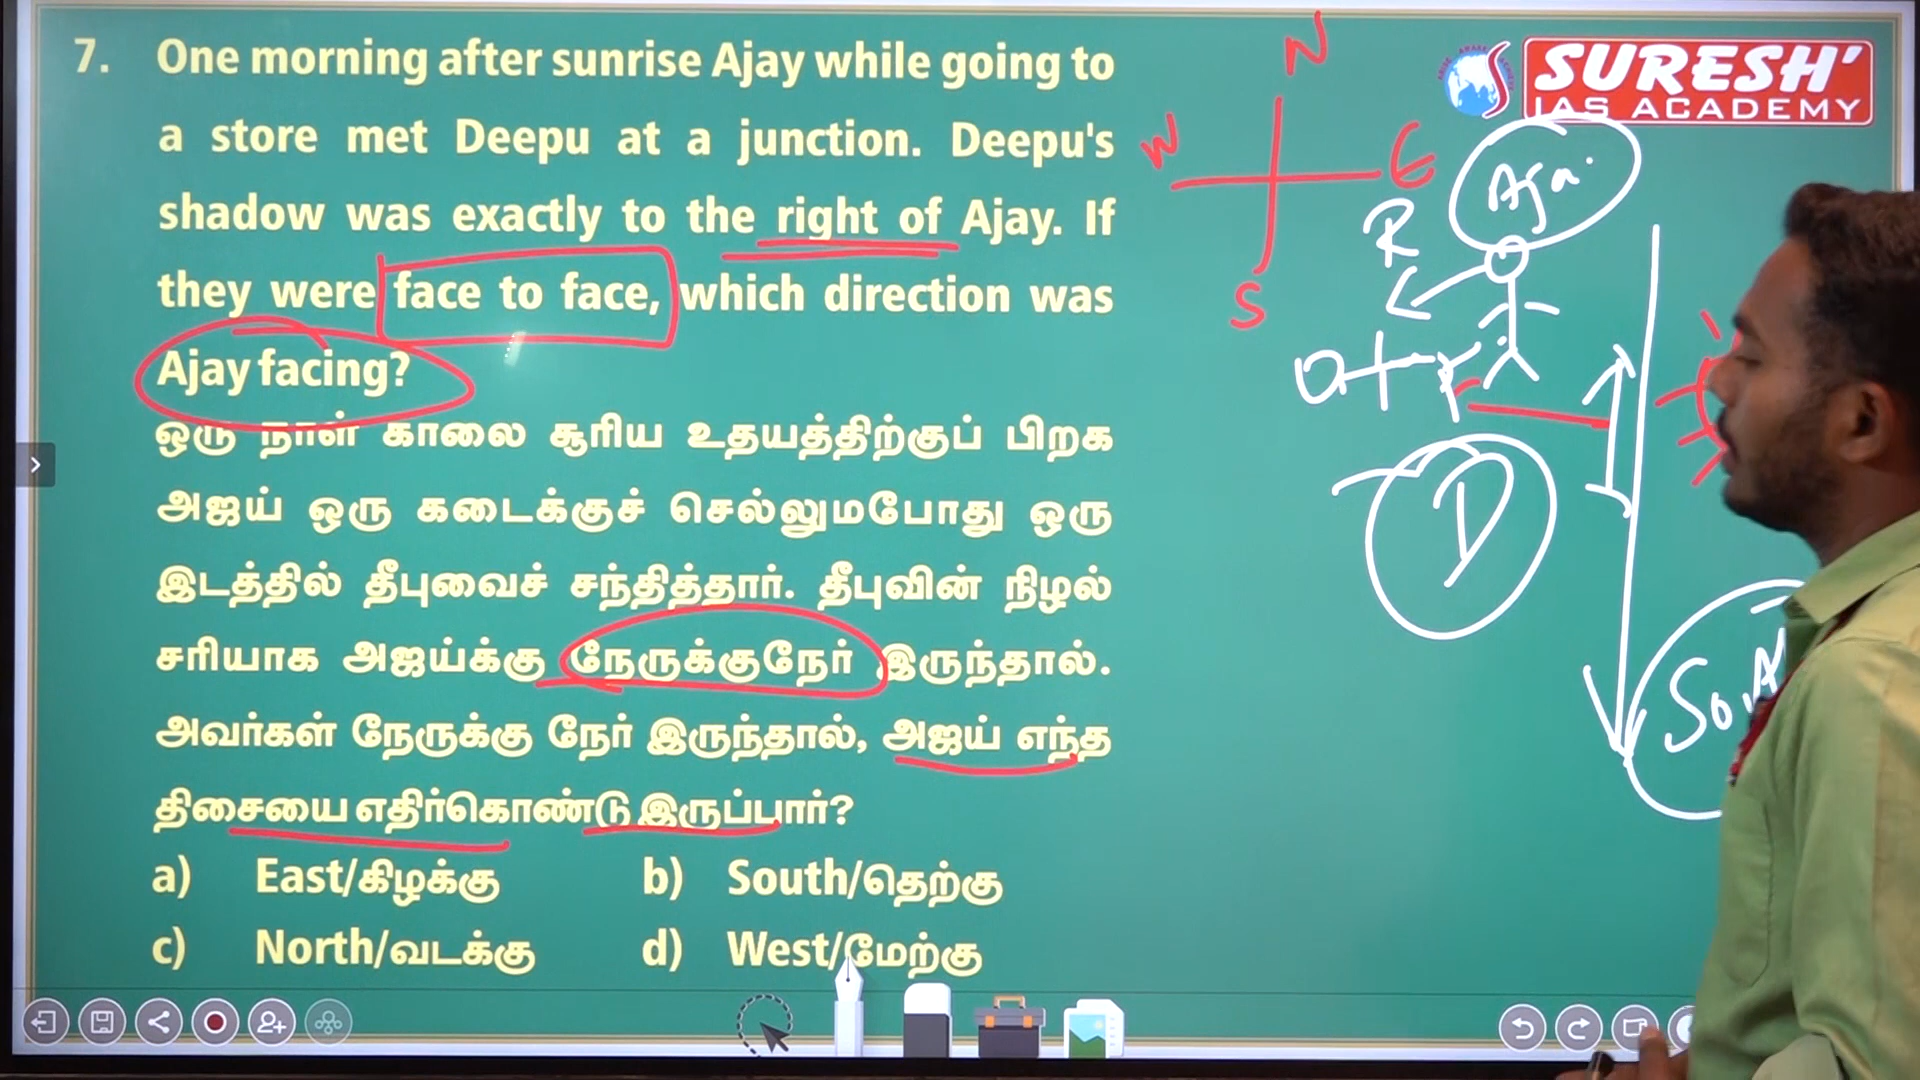 7. One morning after sunrise Ajay while going to
a store met Deepu at a junction. Deepu's
shadow was exactly to the right of Ajay. If
they were face to face, which direction was
Ajay facing?
ஒரு நாள் காலை சூரிய உதயத்திற்குப் பிறக
அஜய் ஒரு கடைக்குச் செல்லுமபோது ஒரு
இடத்தில் தீபுவைச் சந்தித்தார். தீபுவின் நிழல்
சரியாக அஜய்க்கு நேருக்குநேர் இருந்தால்.
அவர்கள் நேருக்கு நேர் இருந்தால், அஜய் எந்த
திசையை எதிர்கொண்டு இருப்பார்?
a) East/கிழக்கு b) South/தெற்கு
c) North/வடக்கு d) West/மேற்கு
SURESH'
IAS ACADEMY
N
W E
S
R
D